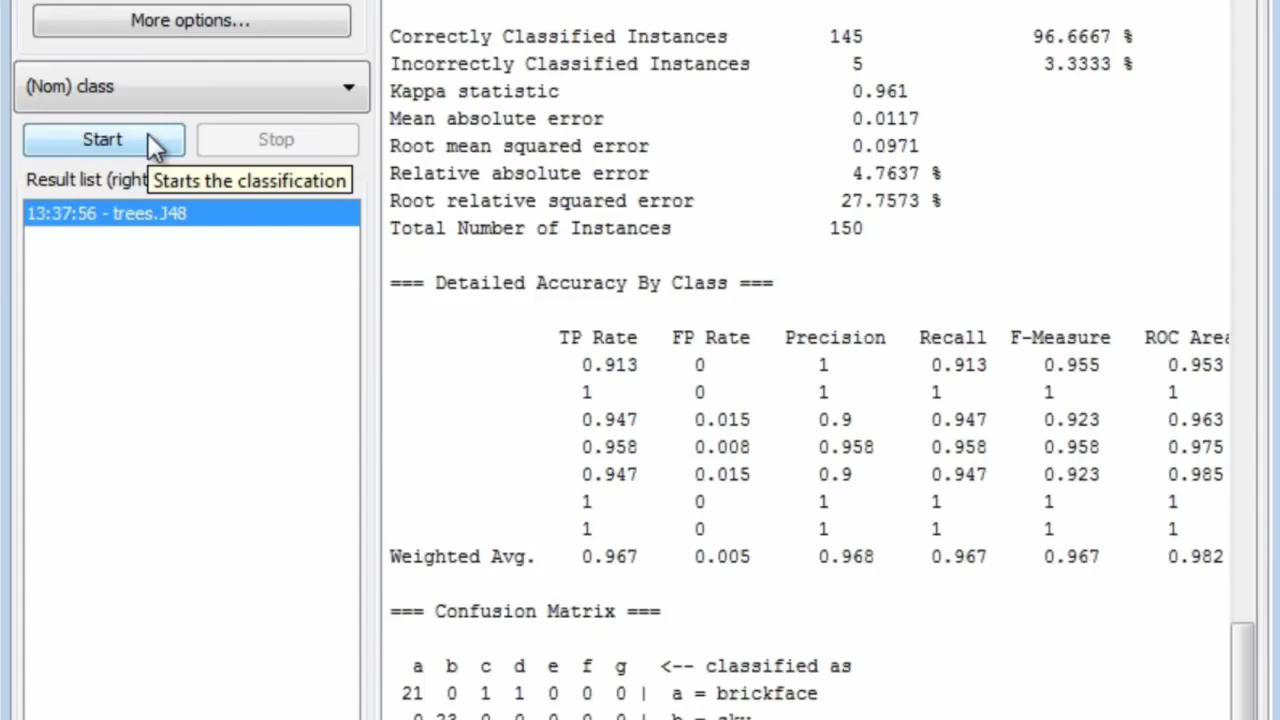 More options...
(Nom) class
Start
Stop
Result list (right
Starts the classification
13:37:56 - trees.J48
Correctly Classified Instances 145 96.6667 %
Incorrectly Classified Instances 5 3.3333 %
Kappa statistic 0.961
Mean absolute error 0.0117
Root mean squared error 0.0971
Relative absolute error 4.7637 %
Root relative squared error 27.7573 %
Total Number of Instances 150
=== Detailed Accuracy By Class ===
TP Rate FP Rate Precision Recall F-Measure ROC Area
0.913 0 1 0.913 0.955 0.953
1 0 1 1 1 1
0.947 0.015 0.9 0.947 0.923 0.963
0.958 0.008 0.958 0.958 0.958 0.975
0.947 0.015 0.9 0.947 0.923 0.985
1 0 1 1 1 1
1 0 1 1 1 1
Weighted Avg. 0.967 0.005 0.968 0.967 0.967 0.982
=== Confusion Matrix ===
a b c d e f g <-- classified as
21 0 1 1 0 0 0 | a = brickface
0 23 0 0 0 0 0 | b = sky